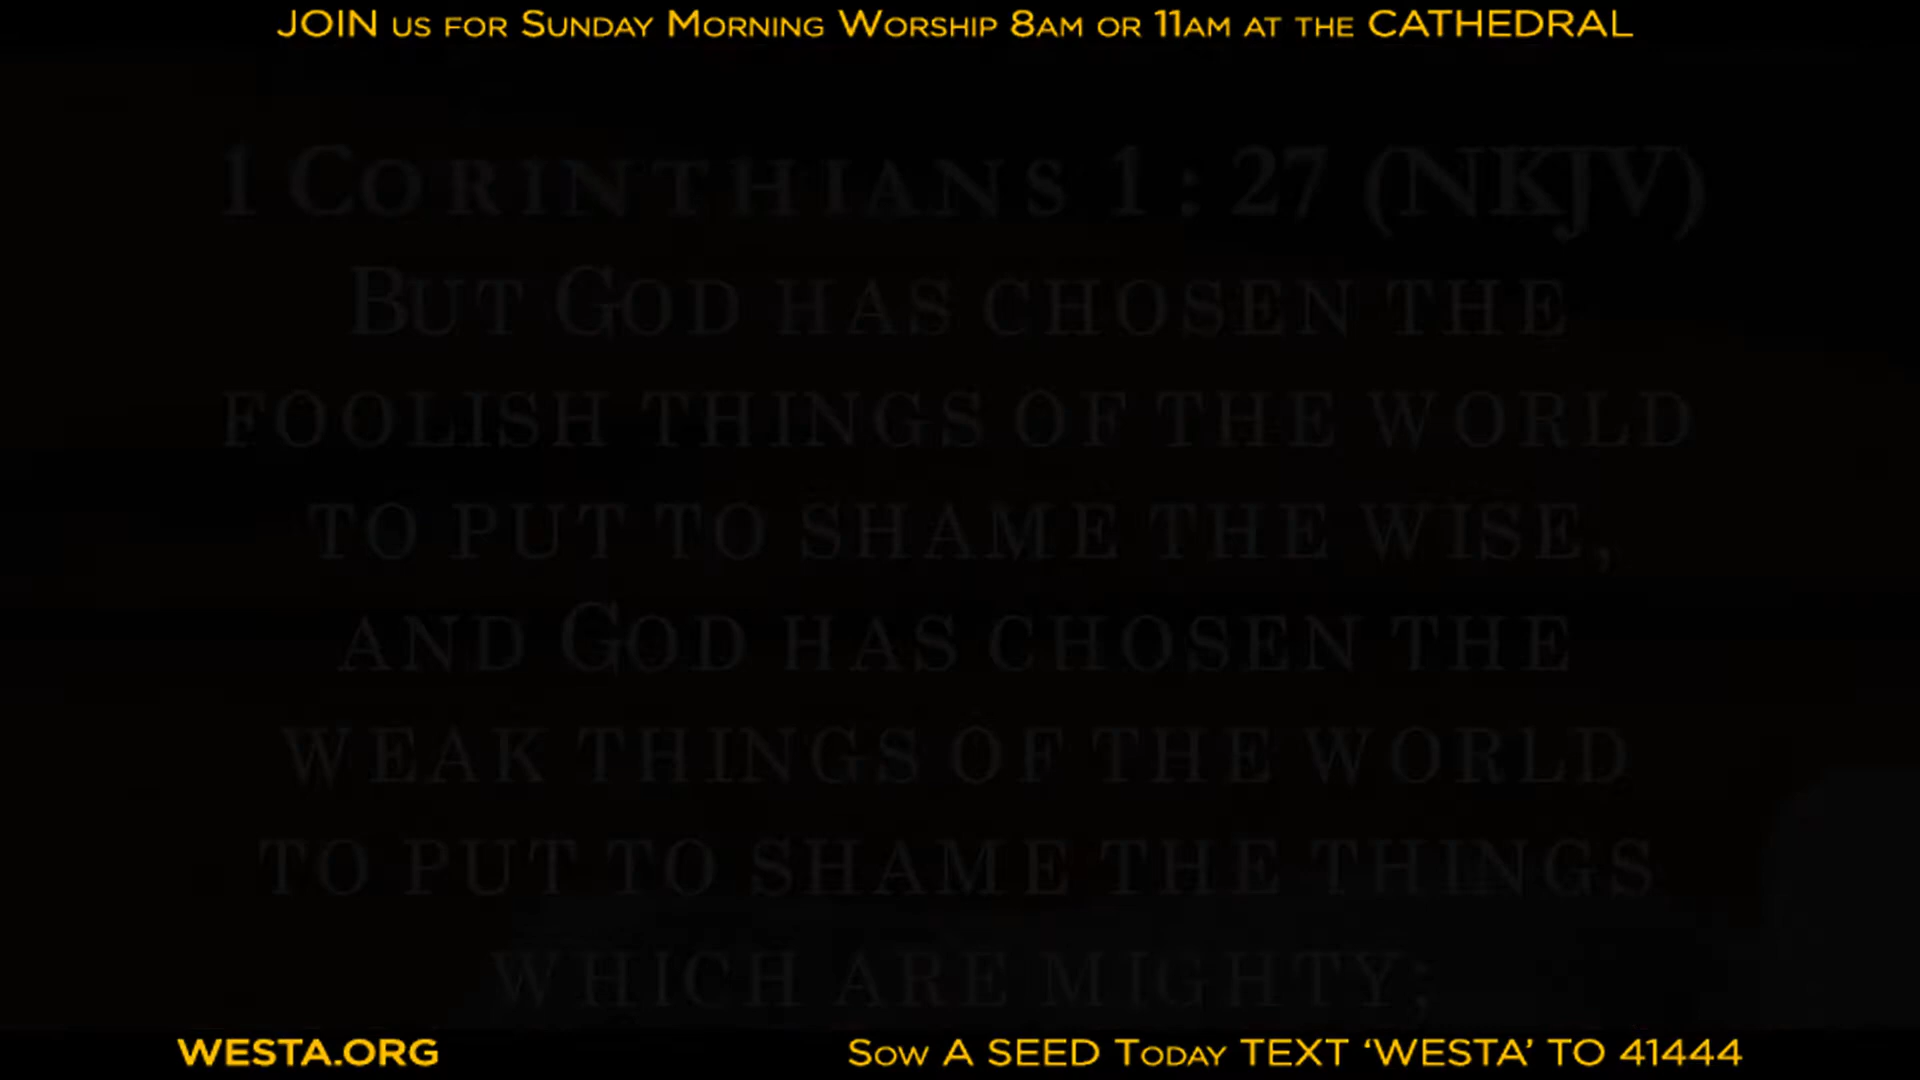 JOIN us for Sunday Morning Worship 8am or 11am at the CATHEDRAL
1 Corinthians 1:27 (NKJV)
But God has chosen the
foolish things of the world
to put to shame the wise,
and God has chosen the
weak things of the world
to put to shame the things
which are mighty;
WESTA.ORG
Sow A SEED Today TEXT ‘WESTA’ TO 41444